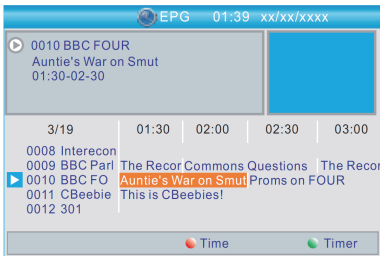 EPG 01:39 xx/xx/xxxx
0010 BBC FOUR
Auntie's War on Smut
01:30-02-30
3/19 01:30 02:00 02:30 03:00
0008 Interecon
0009 BBC Parl The Recor Commons Questions The Recor
0010 BBC FO Auntie's War on Smut Proms on FOUR
0011 CBeebie This is CBeebies!
0012 301
Time Timer